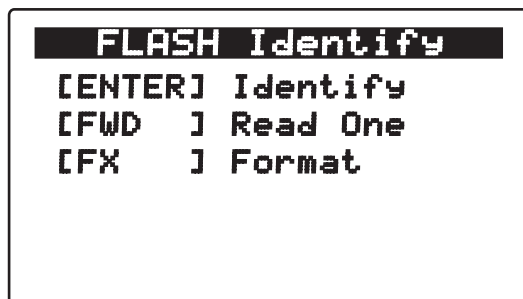 FLASH Identify
[ENTER] Identify
[FWD  ] Read One
[FX   ] Format